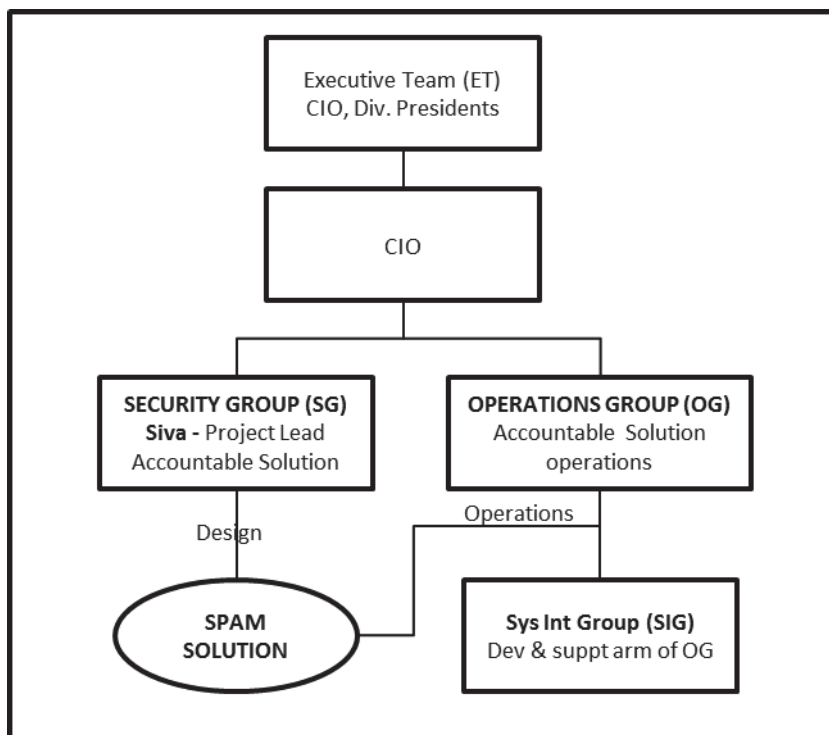 Executive Team (ET)
CIO, Div. Presidents
CIO
SECURITY GROUP (SG)
Siva - Project Lead
Accountable Solution
OPERATIONS GROUP (OG)
Accountable Solution
operations
Design
Operations
SPAM
SOLUTION
Sys Int Group (SIG)
Dev & suppt arm of OG